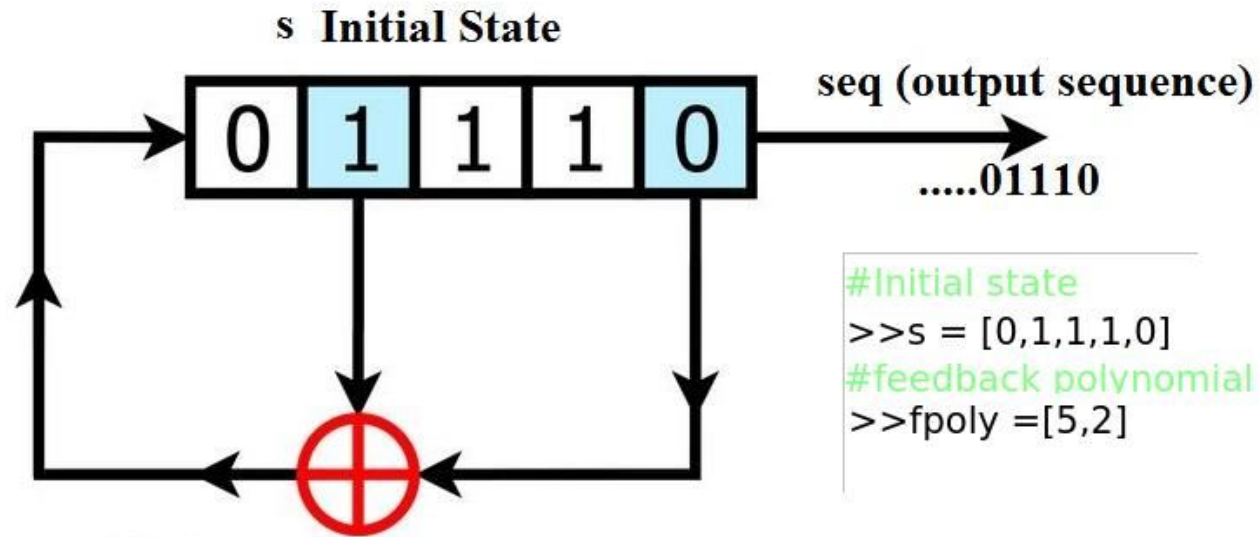 s Initial State
seq (output sequence)
0 1 1 1 0
.....01110
#Initial state
>>s = [0,1,1,1,0]
#feedback polynomial
>>fpoly =[5,2]